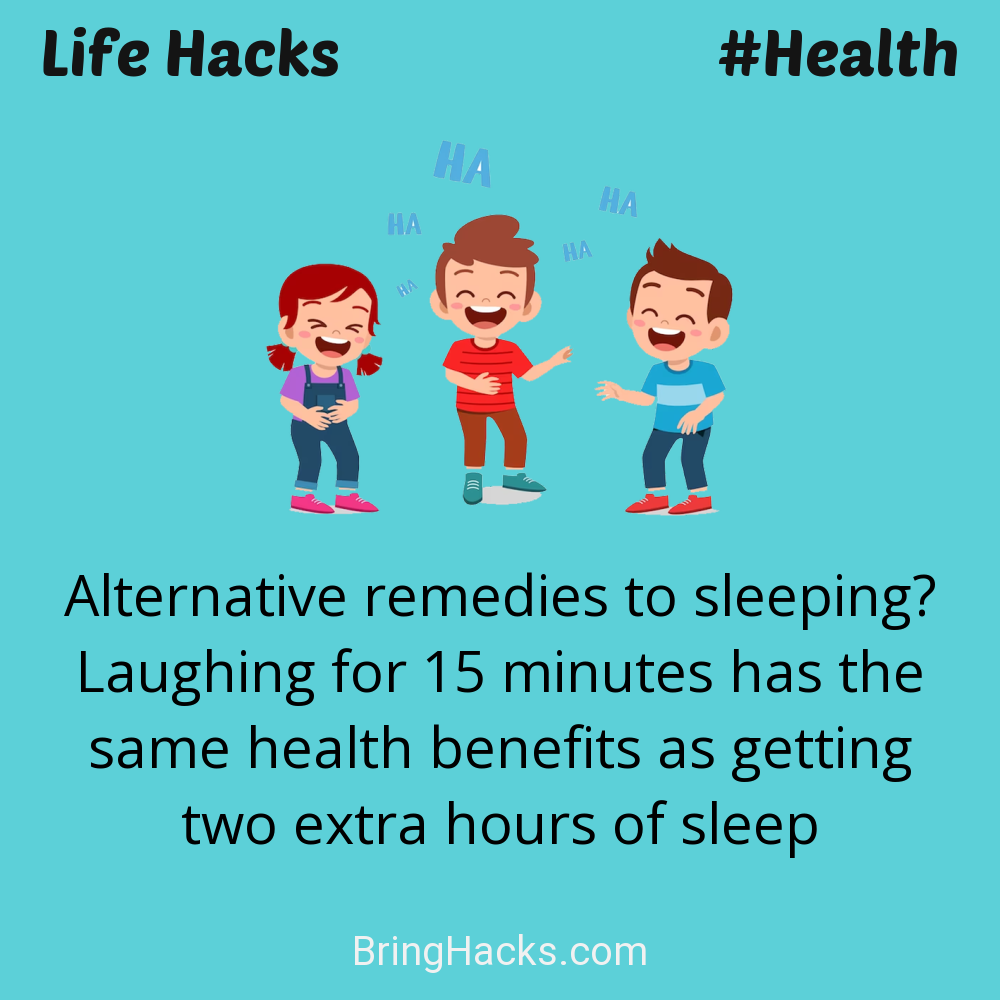 Life Hacks
#Health
HA
HA
HA
HA
HA
Alternative remedies to sleeping?
Laughing for 15 minutes has the
same health benefits as getting
two extra hours of sleep
BringHacks.com